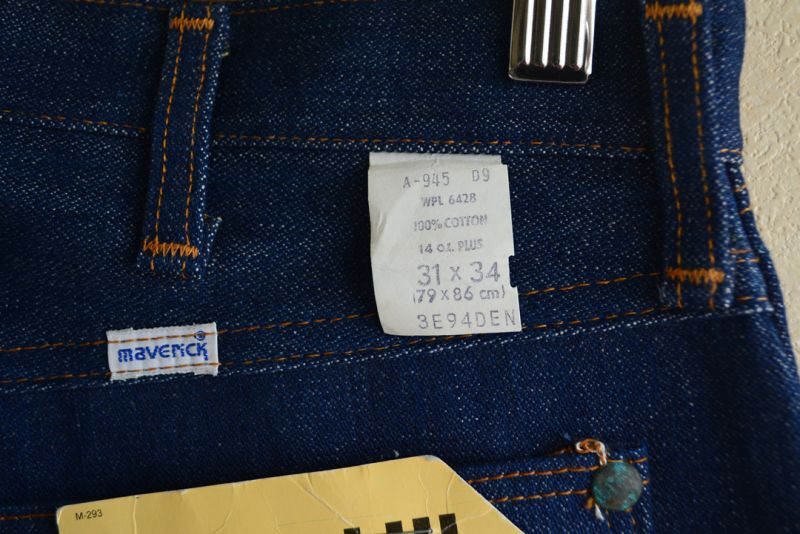 A-945 D9
WPL 6428
100% COTTON
14 oz. PLUS
31 x 34
(79 x 86 cm)
3E94DEN
maverick
M-293